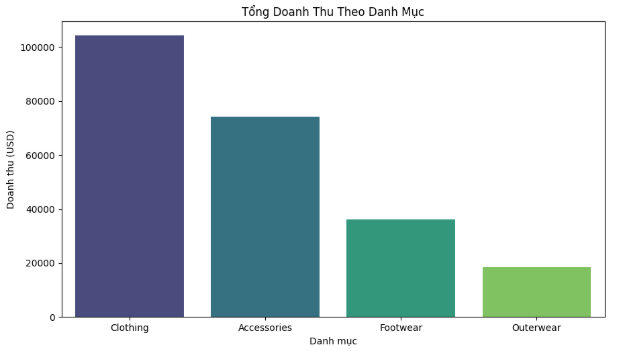 Tổng Doanh Thu Theo Danh Mục
Doanh thu (USD)
100000
80000
60000
40000
20000
0
Clothing Accessories Footwear Outerwear
Danh mục